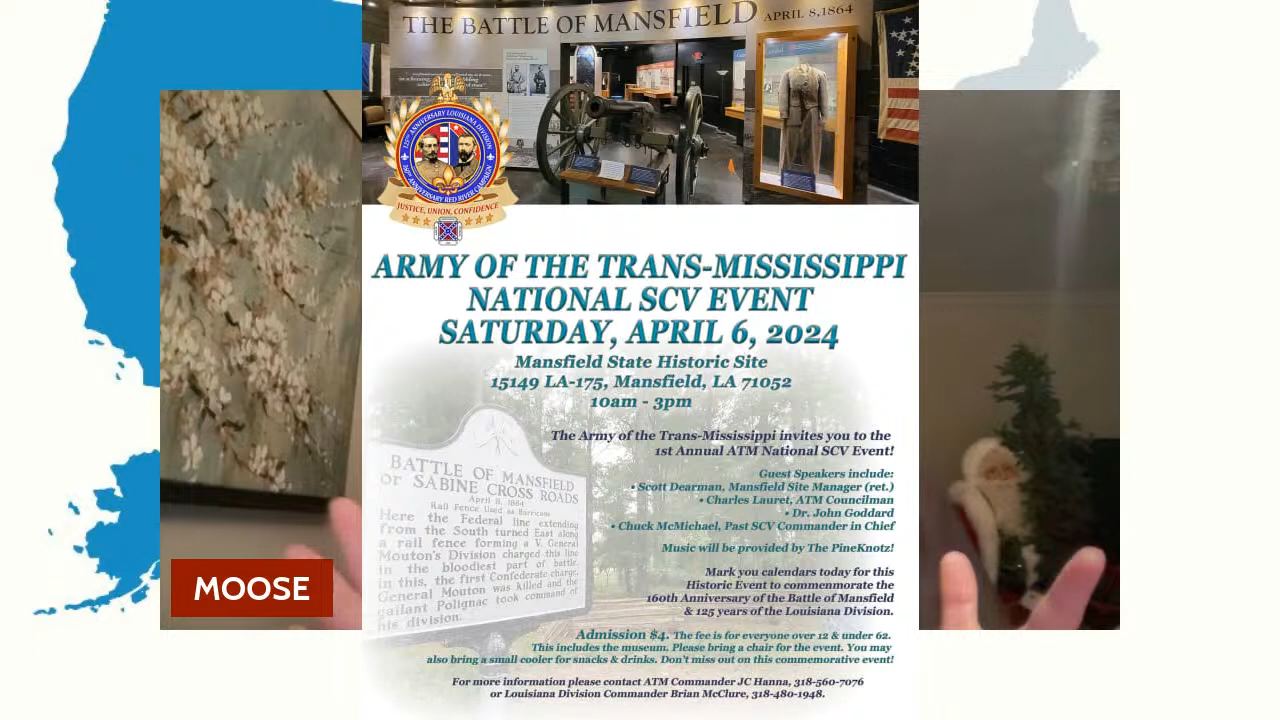 THE BATTLE OF MANSFIELD APRIL 8, 1864
125TH ANNIVERSARY LOUISIANA DIVISION
ANNIVERSARY RED RIVER CAMPAIGN
JUSTICE, UNION, CONFIDENCE
ARMY OF THE TRANS-MISSISSIPPI
NATIONAL SCV EVENT
SATURDAY, APRIL 6, 2024
Mansfield State Historic Site
15149 LA-175, Mansfield, LA 71052
10am - 3pm
The Army of the Trans-Mississippi invites you to the
1st Annual ATM National SCV Event!
Guest Speakers include:
• Scott Dearman, Mansfield Site Manager (ret.)
• Charles Lauret, ATM Councilman
• Dr. John Goddard
• Chuck McMichael, Past SCV Commander in Chief
Music will be provided by The PineKnotz!
Mark you calendars today for this
Historic Event to commenmorate the
160th Anniversary of the Battle of Mansfield
& 125 years of the Louisiana Division.
Admission $4. The fee is for everyone over 12 & under 62.
This includes the museum. Please bring a chair for the event. You may
also bring a small cooler for snacks & drinks. Don't miss out on this commemorative event!
For more information please contact ATM Commander JC Hanna, 318-560-7076
or Louisiana Division Commander Brian McClure, 318-480-1948.
BATTLE OF MANSFIELD
or SABINE CROSS ROADS
April 8, 1864
Rail Fence Used as Barricade
Here the Federal line extending
from the South turned East along
a rail fence forming a V. General
Mouton's Division charged this line
in the bloodiest part of battle.
in this, the first Confederate charge,
General Mouton was killed and the
gallant Polignac took command of
his division.
MOOSE